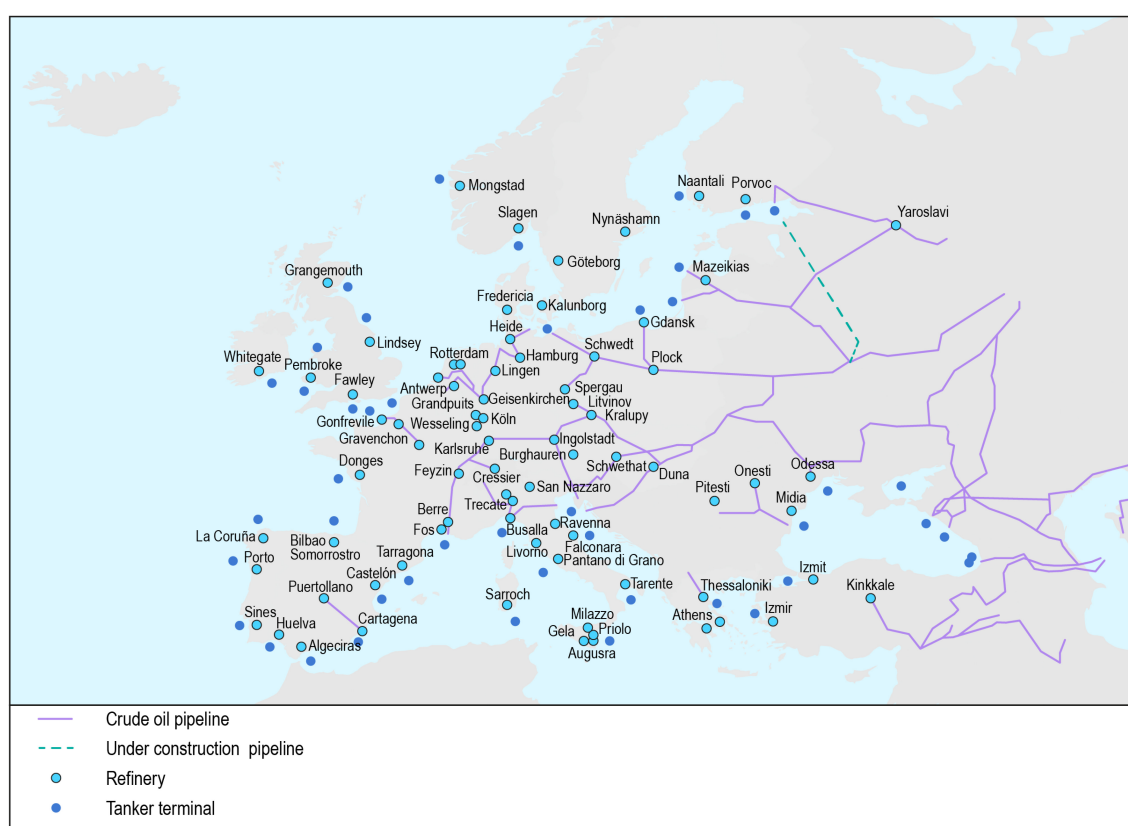 Mongstad
Naantali
Porvoc
Slagen
Nynäshamn
Yaroslavi
Göteborg
Grangemouth
Mazeikias
Fredericia
Kalunborg
Gdansk
Heide
Lindsey
Rotterdam
Hamburg
Schwedt
Whitegate
Pembroke
Lingen
Plock
Fawley
Antwerp
Spergau
Geisenkirchen
Grandpuits
Litvinov
Gonfrevile
Wesseling
Köln
Kralupy
Gravenchon
Karlsruhe
Ingolstadt
Burghauren
Donges
Feyzin
Schwethat
Duna
Cressier
Onesti
Odessa
San Nazzaro
Pitesti
Midia
Trecate
Berre
Fos
Busalla
Ravenna
La Coruña
Bilbao
Somorrostro
Livorno
Falconara
Porto
Tarragona
Pantano di Grano
Castelón
Izmit
Puertollano
Tarente
Thessaloniki
Kinkkale
Sarroch
Sines
Huelva
Cartagena
Milazzo
Athens
Izmir
Gela
Priolo
Algeciras
Augusra
Crude oil pipeline
Under construction pipeline
Refinery
Tanker terminal